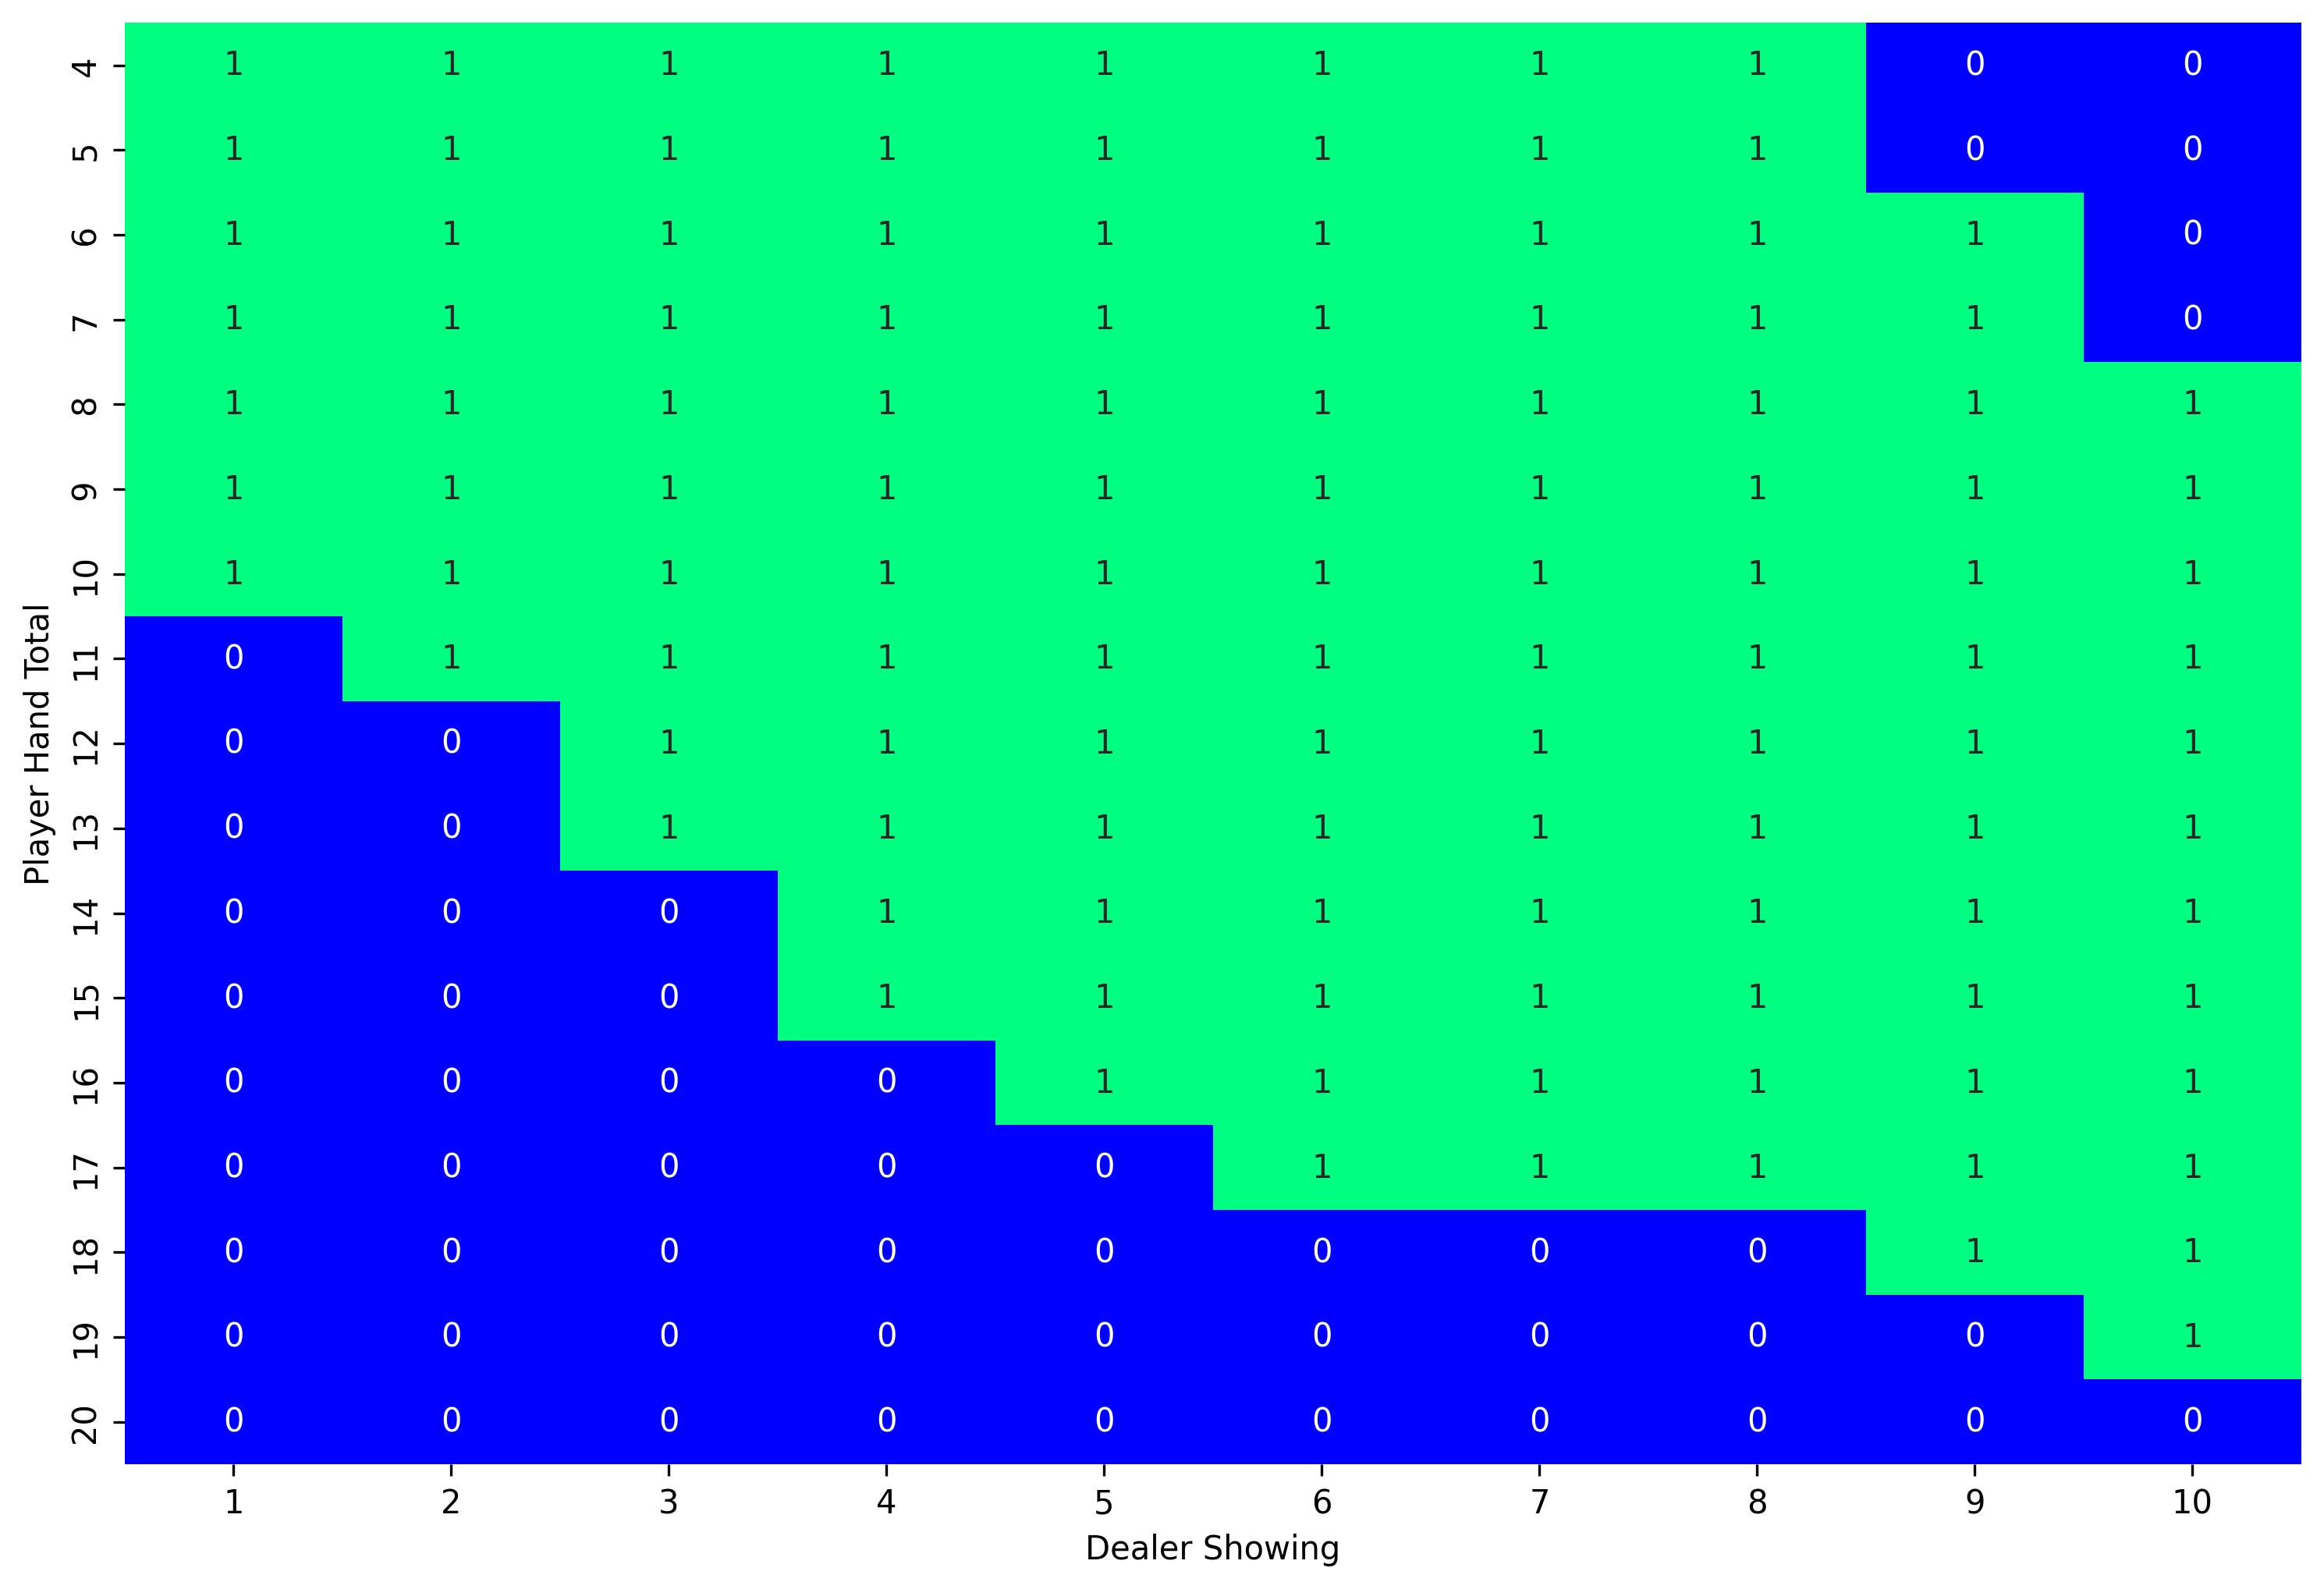 4 1 1 1 1 1 1 1 1 0 0
5 1 1 1 1 1 1 1 1 0 0
6 1 1 1 1 1 1 1 1 1 0
7 1 1 1 1 1 1 1 1 1 0
8 1 1 1 1 1 1 1 1 1 1
9 1 1 1 1 1 1 1 1 1 1
10 1 1 1 1 1 1 1 1 1 1
11 0 1 1 1 1 1 1 1 1 1
12 0 0 1 1 1 1 1 1 1 1
13 0 0 1 1 1 1 1 1 1 1
14 0 0 0 1 1 1 1 1 1 1
15 0 0 0 1 1 1 1 1 1 1
16 0 0 0 0 1 1 1 1 1 1
17 0 0 0 0 0 1 1 1 1 1
18 0 0 0 0 0 0 0 0 1 1
19 0 0 0 0 0 0 0 0 0 1
20 0 0 0 0 0 0 0 0 0 0
1 2 3 4 5 6 7 8 9 10
Dealer Showing
Player Hand Total